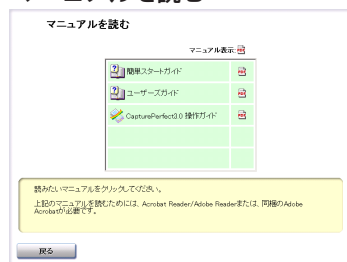 マニュアルを読む
マニュアル表示:
簡単スタートガイド
ユーザーズガイド
CapturePerfect3.0 操作ガイド
読みたいマニュアルをクリックしてください。
上記のマニュアルを読むためには、Acrobat Reader/Adobe Readerまたは、同梱のAdobe
Acrobatが必要です。
戻る